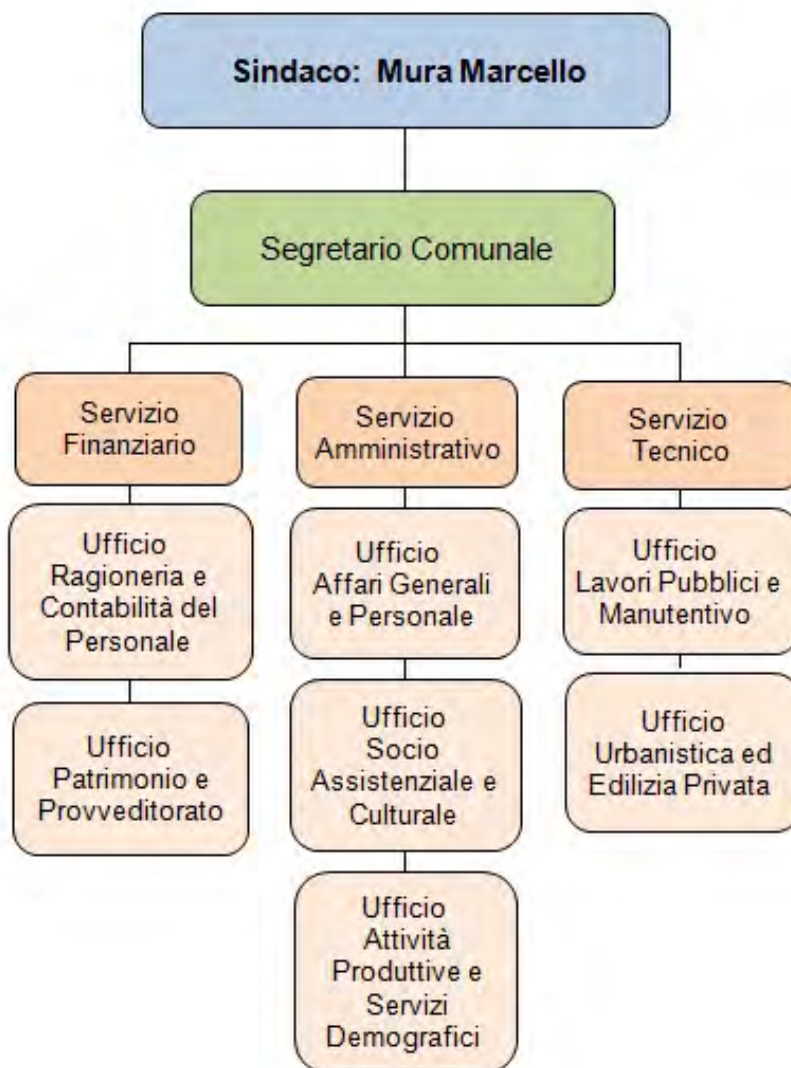 Sindaco: Mura Marcello
Segretario Comunale
Servizio
Finanziario
Servizio
Amministrativo
Servizio
Tecnico
Ufficio
Ragioneria e
Contabilità del
Personale
Ufficio
Affari Generali
e Personale
Ufficio
Lavori Pubblici e
Manutentivo
Ufficio
Patrimonio e
Provveditorato
Ufficio
Socio
Assistenziale e
Culturale
Ufficio
Urbanistica ed
Edilizia Privata
Ufficio
Attività
Produttive e
Servizi
Demografici